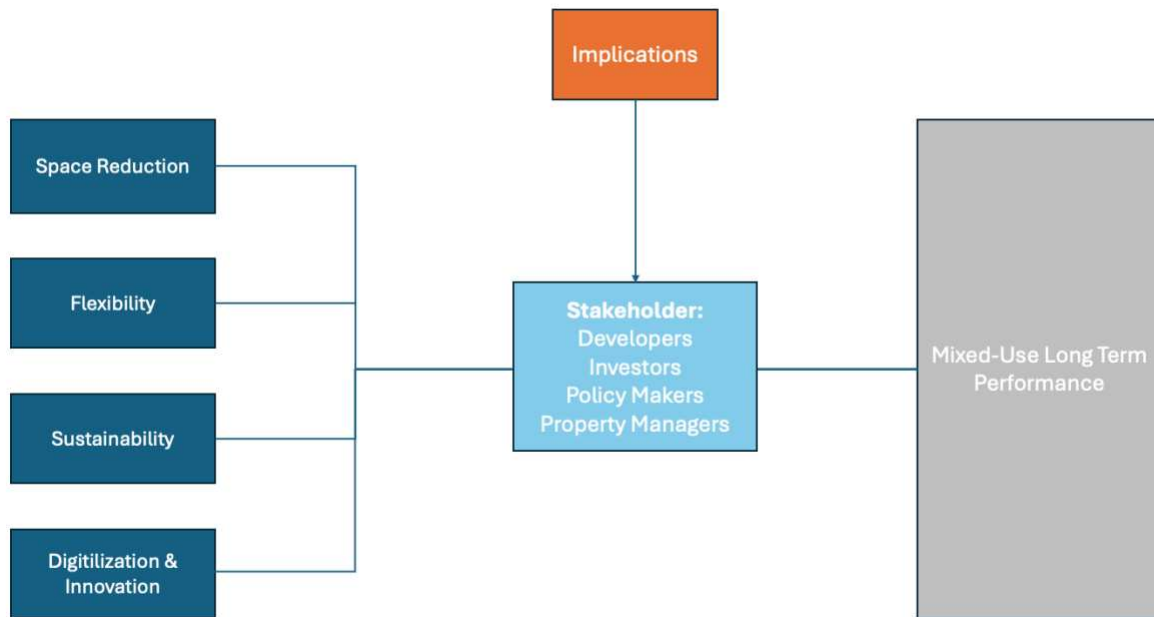 Implications
Space Reduction
Flexibility
Sustainability
Digitilization &
Innovation
Stakeholder:
Developers
Investors
Policy Makers
Property Managers
Mixed-Use Long Term
Performance